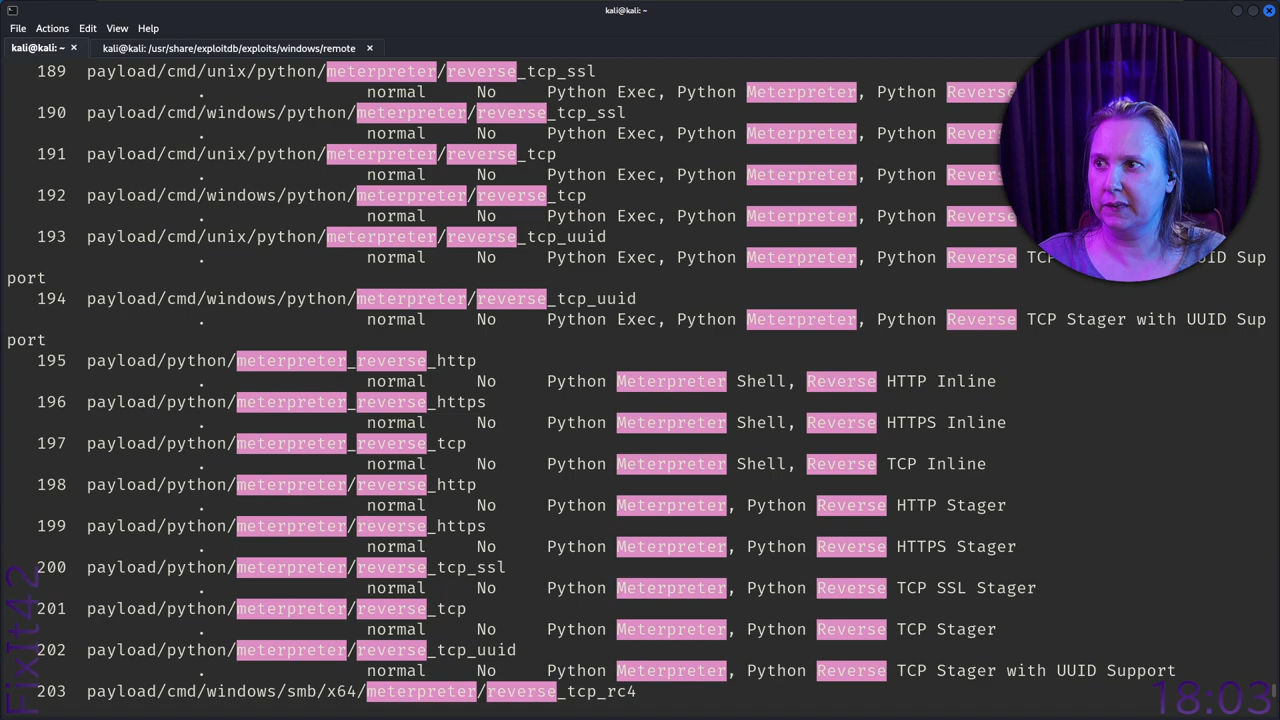 kali@kali: ~
File Actions Edit View Help
kali@kali: ~ × kali@kali: /usr/share/exploitdb/exploits/windows/remote ×
189 payload/cmd/unix/python/meterpreter/reverse_tcp_ssl
. normal No Python Exec, Python Meterpreter, Python Reverse
190 payload/cmd/windows/python/meterpreter/reverse_tcp_ssl
. normal No Python Exec, Python Meterpreter, Python Reverse
191 payload/cmd/unix/python/meterpreter/reverse_tcp
. normal No Python Exec, Python Meterpreter, Python Reverse
192 payload/cmd/windows/python/meterpreter/reverse_tcp
. normal No Python Exec, Python Meterpreter, Python Reverse
193 payload/cmd/unix/python/meterpreter/reverse_tcp_uuid
. normal No Python Exec, Python Meterpreter, Python Reverse Sup
port
194 payload/cmd/windows/python/meterpreter/reverse_tcp_uuid
. normal No Python Exec, Python Meterpreter, Python Reverse TCP Stager with UUID Sup
port
195 payload/python/meterpreter_reverse_http
. normal No Python Meterpreter Shell, Reverse HTTP Inline
196 payload/python/meterpreter_reverse_https
. normal No Python Meterpreter Shell, Reverse HTTPS Inline
197 payload/python/meterpreter_reverse_tcp
. normal No Python Meterpreter Shell, Reverse TCP Inline
198 payload/python/meterpreter/reverse_http
. normal No Python Meterpreter, Python Reverse HTTP Stager
199 payload/python/meterpreter/reverse_https
. normal No Python Meterpreter, Python Reverse HTTPS Stager
200 payload/python/meterpreter/reverse_tcp_ssl
. normal No Python Meterpreter, Python Reverse TCP SSL Stager
201 payload/python/meterpreter/reverse_tcp
. normal No Python Meterpreter, Python Reverse TCP Stager
202 payload/python/meterpreter/reverse_tcp_uuid
. normal No Python Meterpreter, Python Reverse TCP Stager with UUID Support
203 payload/cmd/windows/smb/x64/meterpreter/reverse_tcp_rc4
FixIt42
18:03